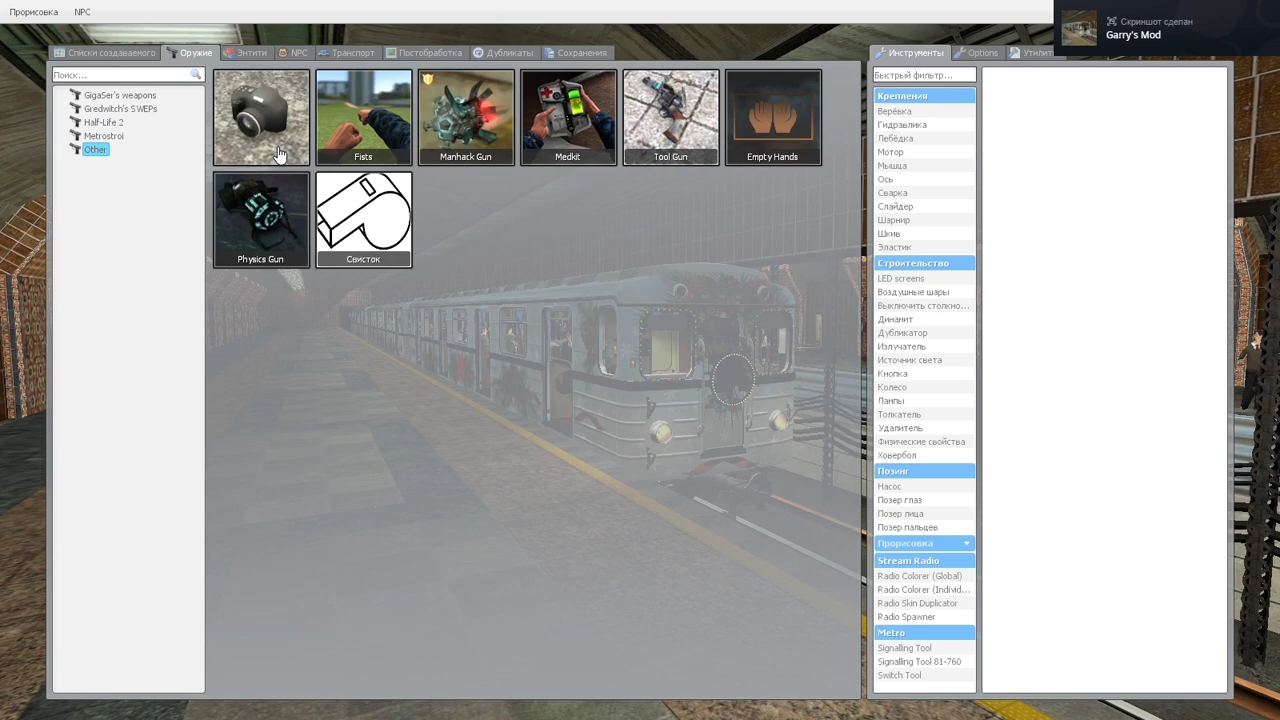 Прорисовка NPC
Скриншот сделан
Garry's Mod
Списки создаваемого Оружие Энтити NPC Транспорт Постобработка Дубликаты Сохранения
Инструменты Options Утилит
Поиск...
GigaSer's weapons
Gredwitch's SWEPs
Half-Life 2
Metrostroi
Other
Fists Manhack Gun Medkit Tool Gun Empty Hands
Physics Gun Свисток
Быстрый фильтр...
Крепления
Верёвка
Гидравлика
Лебёдка
Мотор
Мышца
Ось
Сварка
Слайдер
Шарнир
Шкив
Эластик
Строительство
LED screens
Воздушные шары
Выключить столкно...
Динамит
Дубликатор
Излучатель
Источник света
Кнопка
Колесо
Лампы
Толкатель
Удалитель
Физические свойства
Ховербол
Позинг
Насос
Позер глаз
Позер лица
Позер пальцев
Прорисовка
Stream Radio
Radio Colorer (Global)
Radio Colorer (Individ...
Radio Skin Duplicator
Radio Spawner
Metro
Signalling Tool
Signalling Tool 81-760
Switch Tool